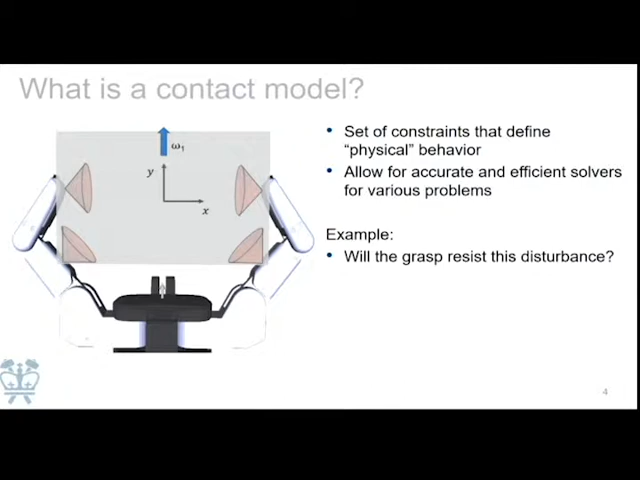 What is a contact model?
ω₁
y
x
• Set of constraints that define
"physical" behavior
• Allow for accurate and efficient solvers
for various problems
Example:
• Will the grasp resist this disturbance?
4